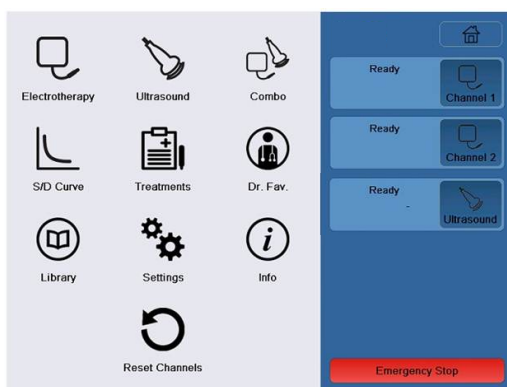 Electrotherapy
Ultrasound
Combo
S/D Curve
Treatments
Dr. Fav.
Library
Settings
i
Info
Reset Channels
Ready
Channel 1
Ready
Channel 2
Ready
-
Ultrasound
Emergency Stop